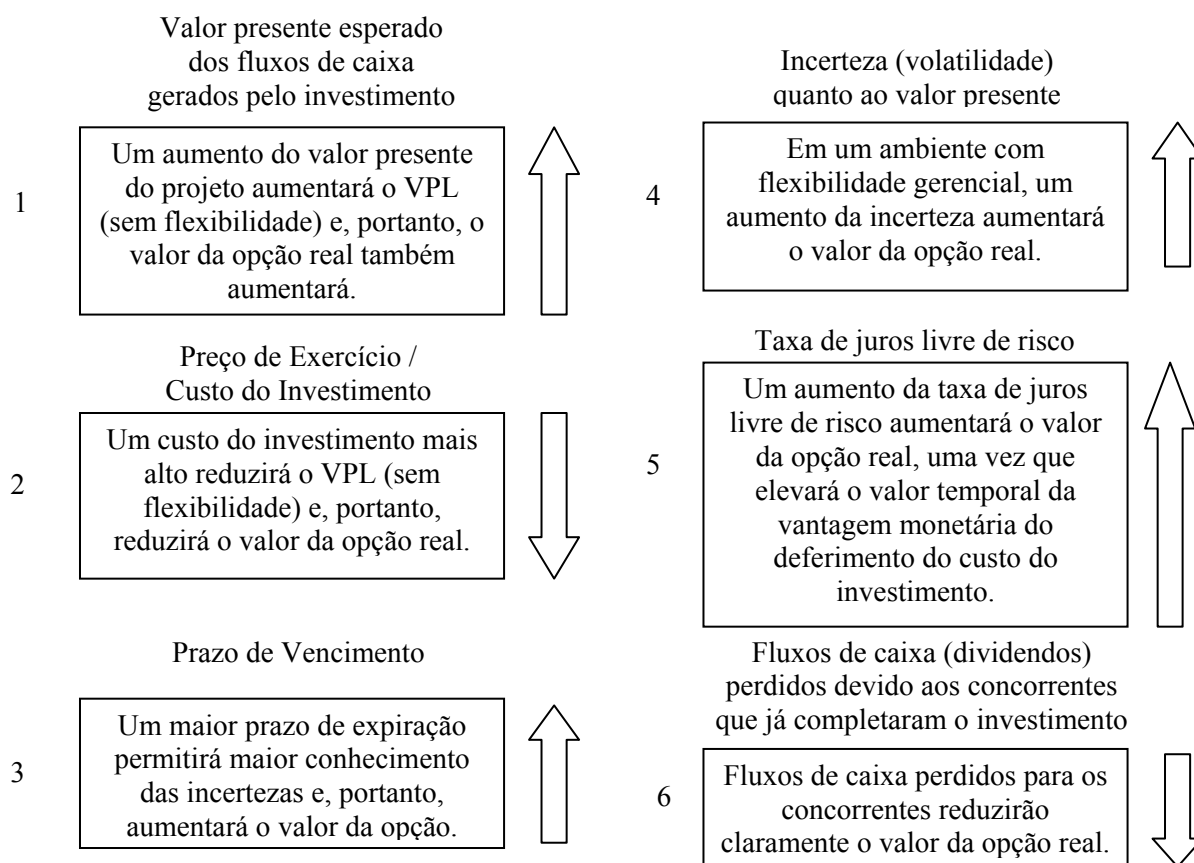 Valor presente esperado
dos fluxos de caixa
gerados pelo investimento
1
Um aumento do valor presente
do projeto aumentará o VPL
(sem flexibilidade) e, portanto, o
valor da opção real também
aumentará.
Preço de Exercício /
Custo do Investimento
2
Um custo do investimento mais
alto reduzirá o VPL (sem
flexibilidade) e, portanto,
reduzirá o valor da opção real.
Prazo de Vencimento
3
Um maior prazo de expiração
permitirá maior conhecimento
das incertezas e, portanto,
aumentará o valor da opção.
Incerteza (volatilidade)
quanto ao valor presente
4
Em um ambiente com
flexibilidade gerencial, um
aumento da incerteza aumentará
o valor da opção real.
Taxa de juros livre de risco
5
Um aumento da taxa de juros
livre de risco aumentará o valor
da opção real, uma vez que
elevará o valor temporal da
vantagem monetária do
deferimento do custo do
investimento.
Fluxos de caixa (dividendos)
perdidos devido aos concorrentes
que já completaram o investimento
6
Fluxos de caixa perdidos para os
concorrentes reduzirão
claramente o valor da opção real.